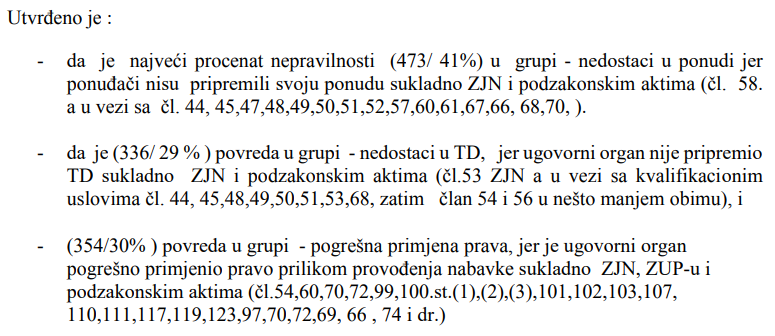 Utvrđeno je :
- da je najveći procenat nepravilnosti (473/ 41%) u grupi - nedostaci u ponudi jer
ponuđači nisu pripremili svoju ponudu sukladno ZJN i podzakonskim aktima (čl. 58.
a u vezi sa čl. 44, 45,47,48,49,50,51,52,57,60,61,67,66, 68,70, ).
- da je (336/ 29 % ) povreda u grupi - nedostaci u TD, jer ugovorni organ nije pripremio
TD sukladno ZJN i podzakonskim aktima (čl.53 ZJN a u vezi sa kvalifikacionim
uslovima čl. 44, 45,48,49,50,51,53,68, zatim član 54 i 56 u nešto manjem obimu), i
- (354/30% ) povreda u grupi - pogrešna primjena prava, jer je ugovorni organ
pogrešno primjenio pravo prilikom provođenja nabavke sukladno ZJN, ZUP-u i
podzakonskim aktima (čl.54,60,70,72,99,100.st.(1),(2),(3),101,102,103,107,
110,111,117,119,123,97,70,72,69, 66 , 74 i dr.)